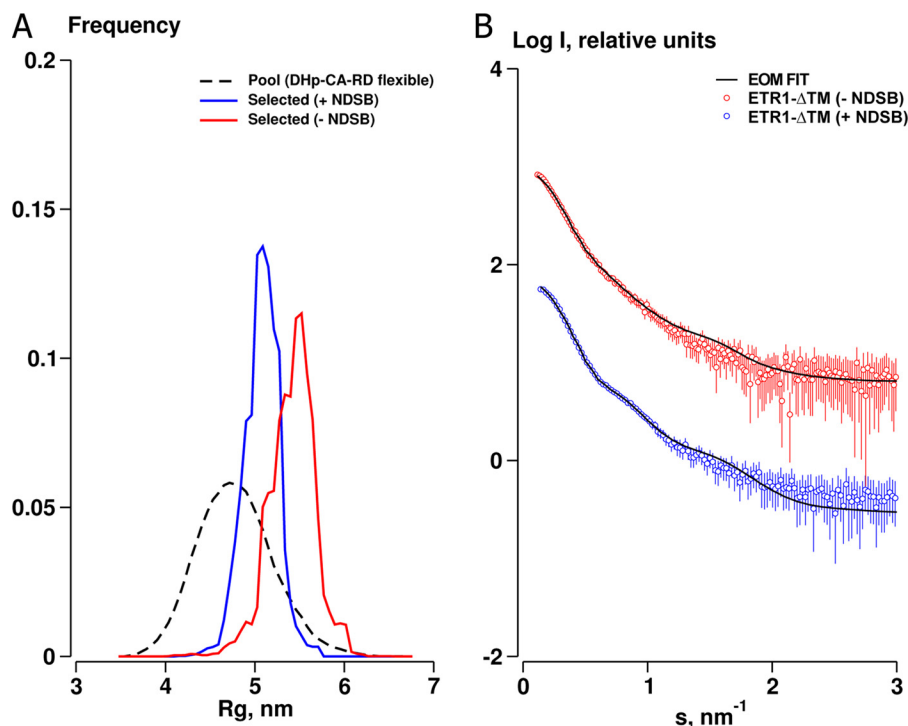 A
Frequency
0.2
0.15
0.1
0.05
0
Pool (DHp-CA-RD flexible)
Selected (+ NDSB)
Selected (- NDSB)
3 4 5 6 7
Rg, nm
B
Log I, relative units
4
2
0
-2
EOM FIT
ETR1-ΔTM (- NDSB)
ETR1-ΔTM (+ NDSB)
0 1 2 3
s, nm⁻¹